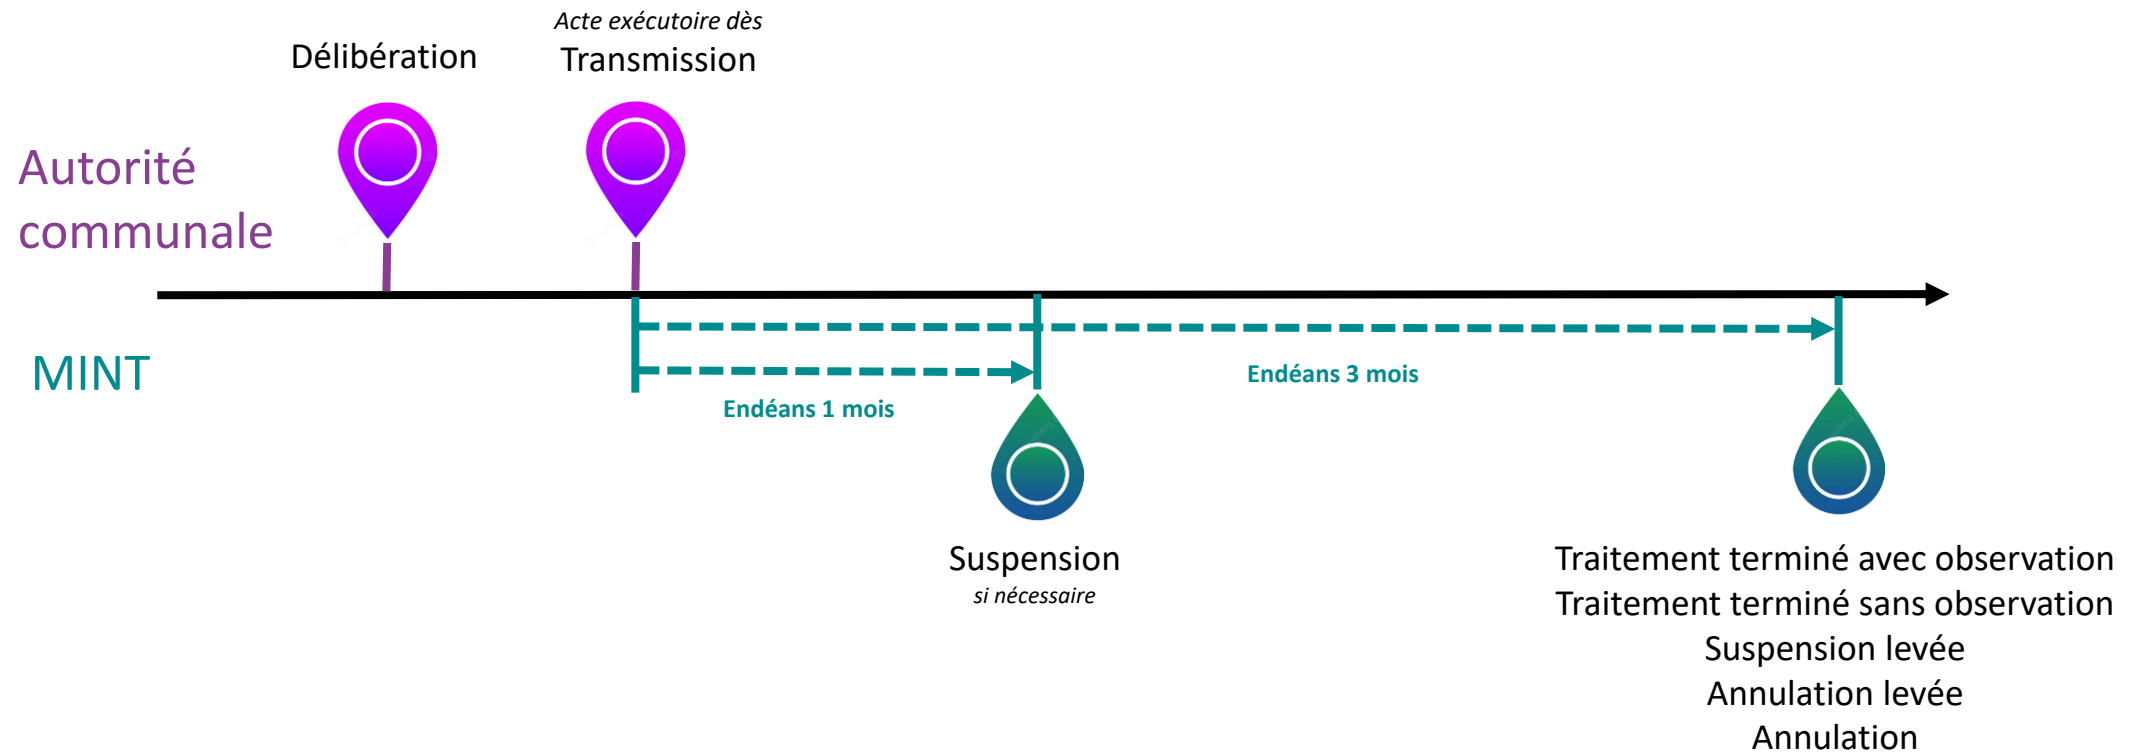 Acte exécutoire dès
Délibération
Transmission
Autorité
communale
MINT
Endéans 3 mois
Endéans 1 mois
Suspension
si nécessaire
Traitement terminé avec observation
Traitement terminé sans observation
Suspension levée
Annulation levée
Annulation